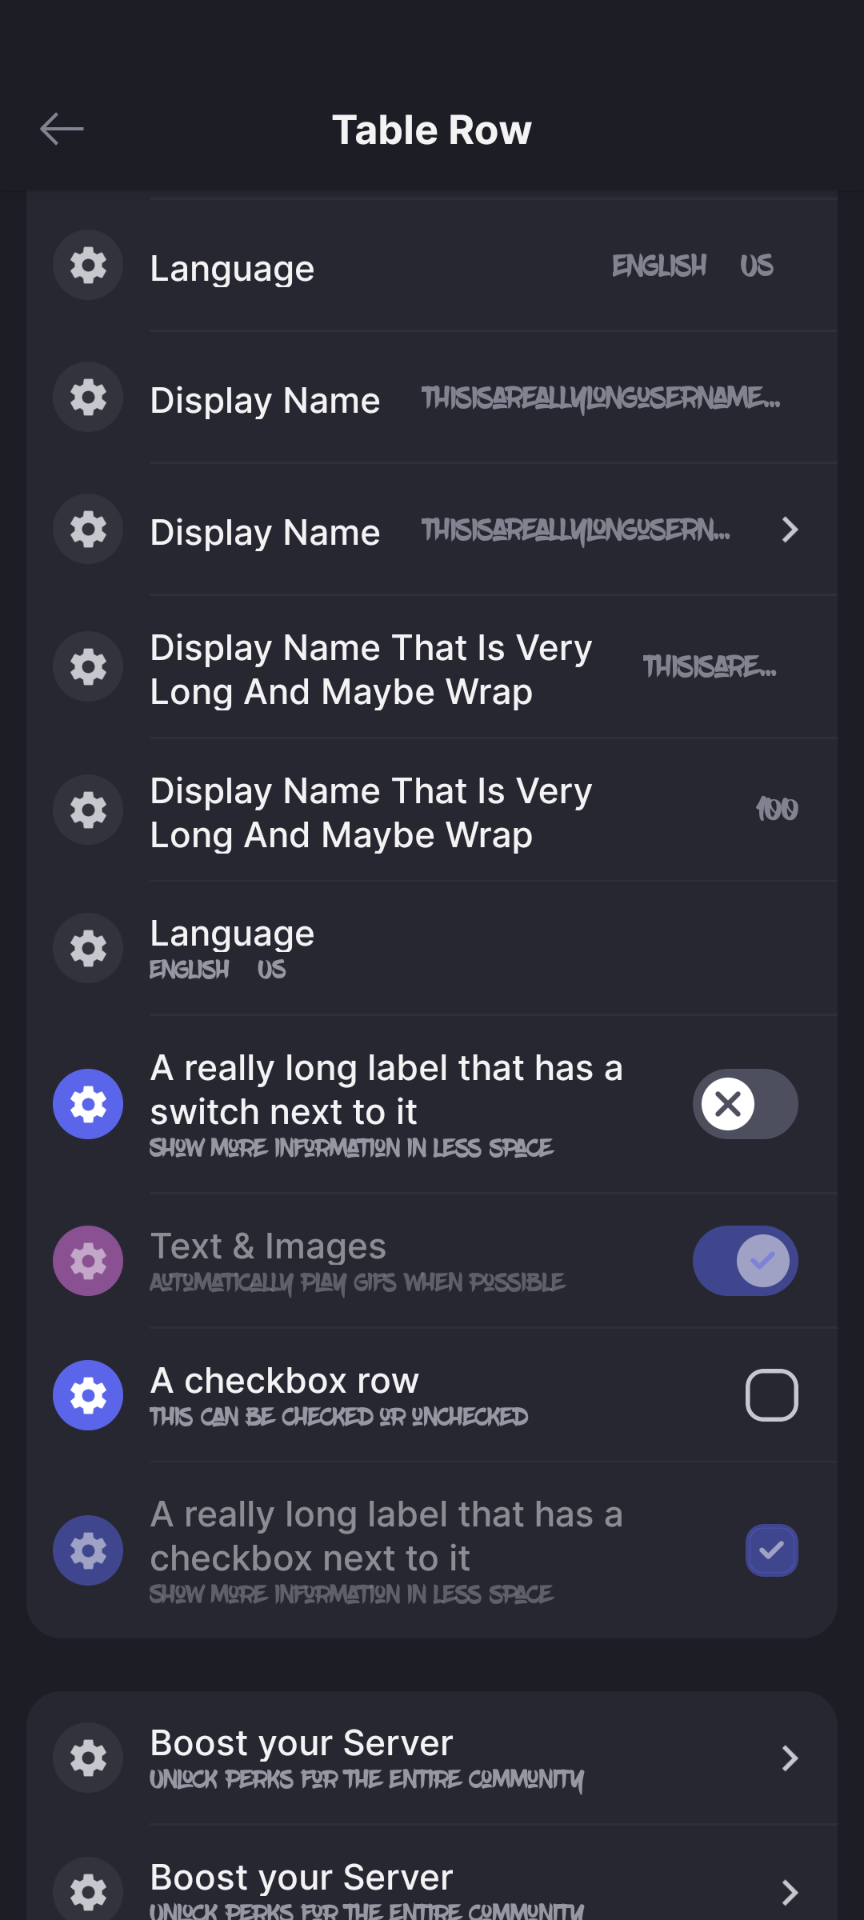 Table Row
Language
ENGLISH US
Display Name
THISISAREALLYLONGUSERNAME...
Display Name
THISISAREALLYLONGUSERN...
Display Name That Is Very
Long And Maybe Wrap
THISISARE...
Display Name That Is Very
Long And Maybe Wrap
100
Language
ENGLISH US
A really long label that has a
switch next to it
SHOW MORE INFORMATION IN LESS SPACE
Text & Images
AUTOMATICALLY PLAY GIFS WHEN POSSIBLE
A checkbox row
THIS CAN BE CHECKED OR UNCHECKED
A really long label that has a
checkbox next to it
SHOW MORE INFORMATION IN LESS SPACE
Boost your Server
UNLOCK PERKS FOR THE ENTIRE COMMUNITY
Boost your Server
UNLOCK PERKS FOR THE ENTIRE COMMUNITY